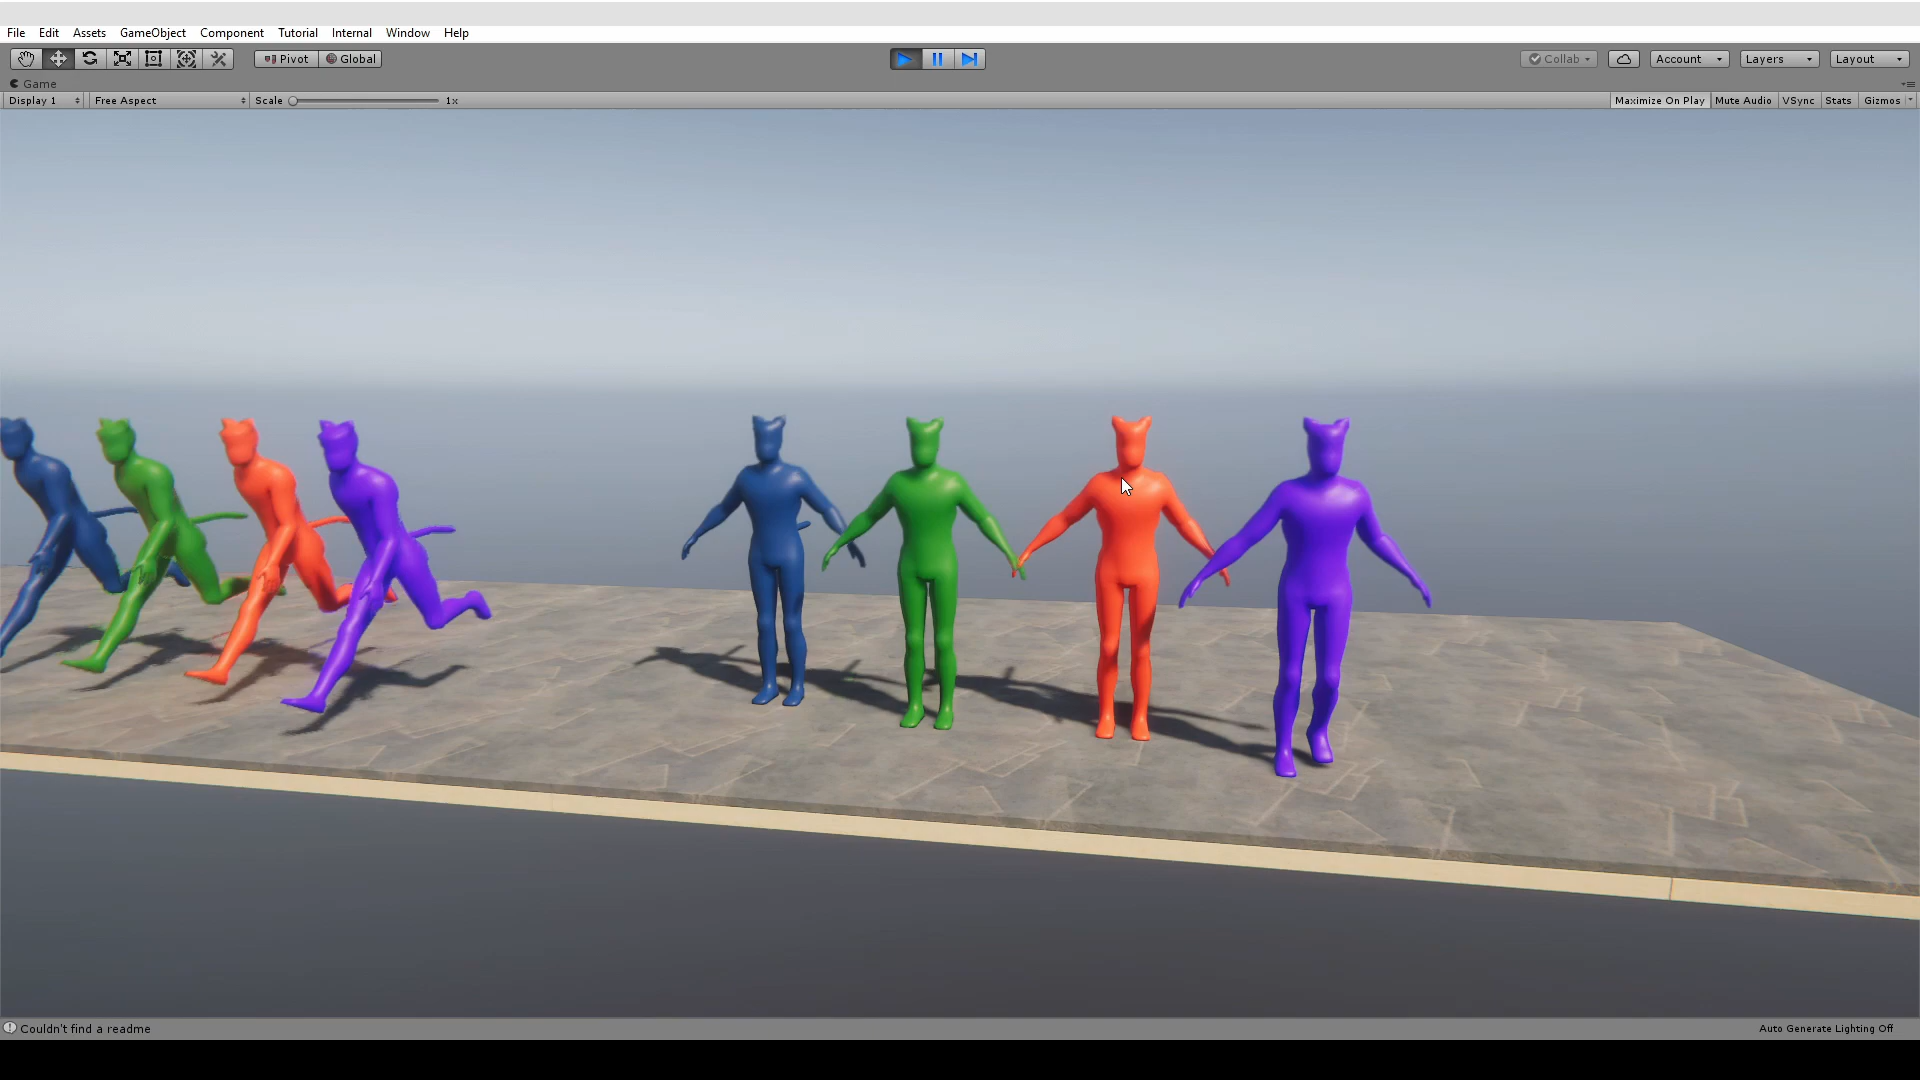 File Edit Assets GameObject Component Tutorial Internal Window Help
Pivot Global Collab Account Layers Layout
Game
Display 1 Free Aspect Scale 1x Maximize On Play Mute Audio VSync Stats Gizmos
Couldn't find a readme Auto Generate Lighting Off